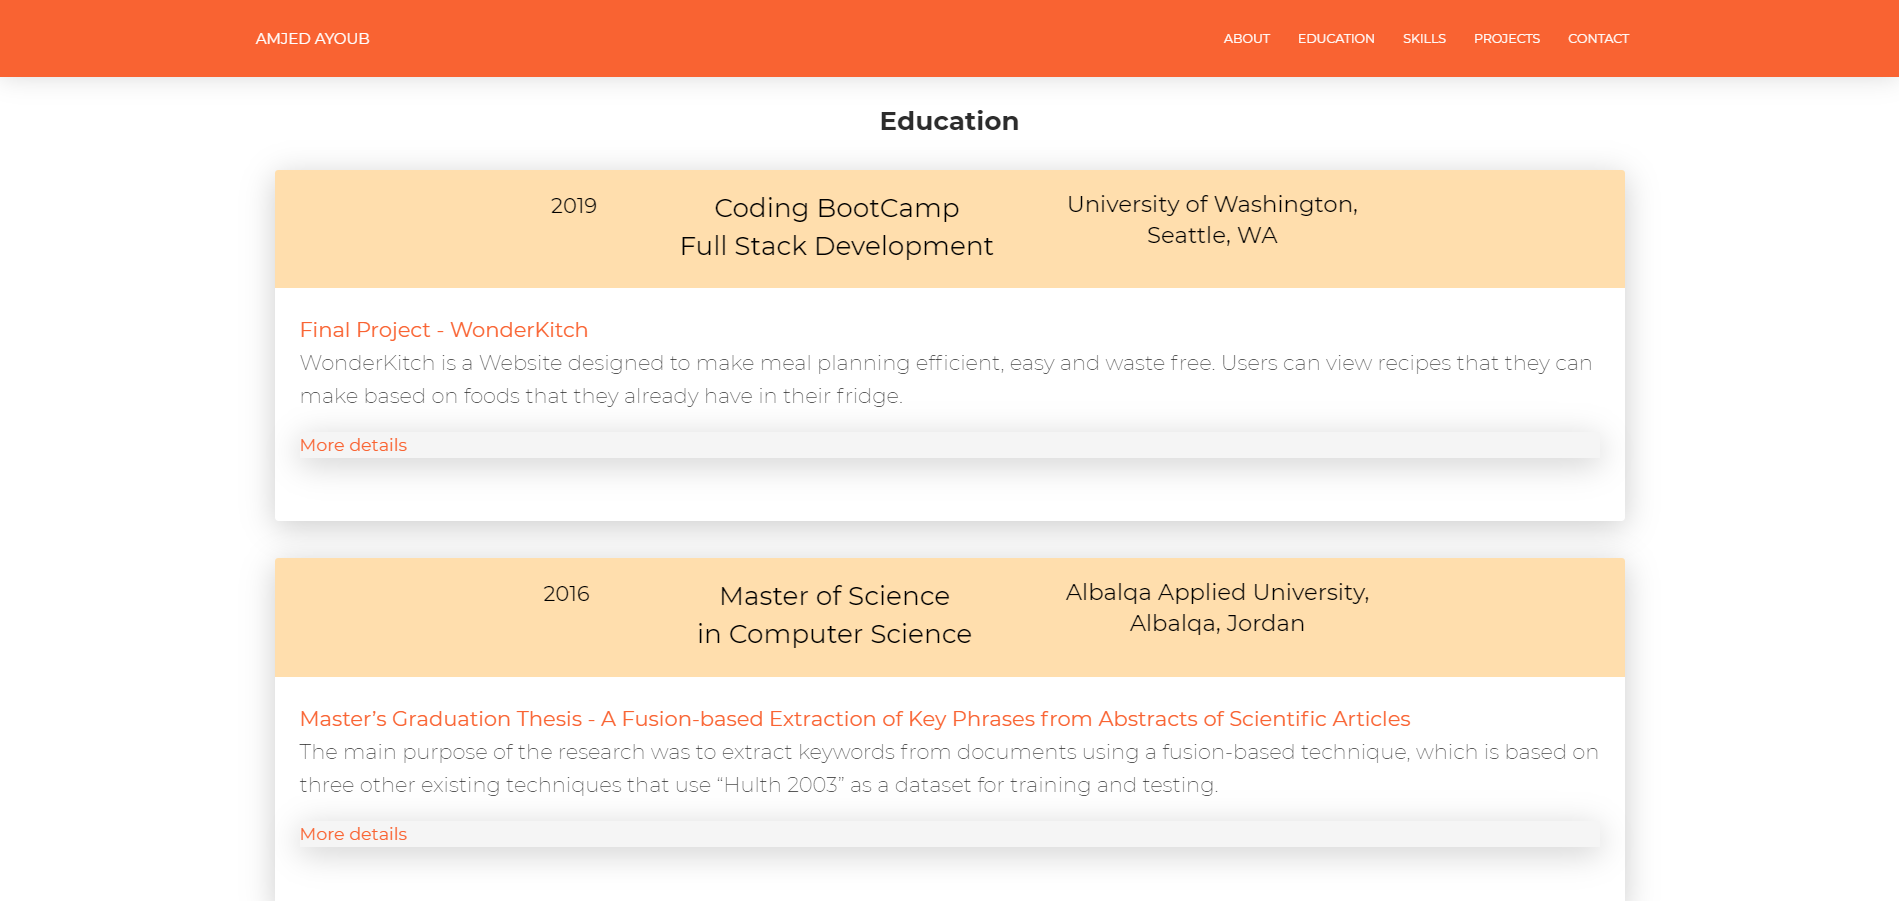 AMJED AYOUB
ABOUT EDUCATION SKILLS PROJECTS CONTACT
Education
2019
Coding BootCamp
Full Stack Development
University of Washington,
Seattle, WA
Final Project - WonderKitch
WonderKitch is a Website designed to make meal planning efficient, easy and waste free. Users can view recipes that they can
make based on foods that they already have in their fridge.
More details
2016
Master of Science
in Computer Science
Albalqa Applied University,
Albalqa, Jordan
Master’s Graduation Thesis - A Fusion-based Extraction of Key Phrases from Abstracts of Scientific Articles
The main purpose of the research was to extract keywords from documents using a fusion-based technique, which is based on
three other existing techniques that use “Hulth 2003” as a dataset for training and testing.
More details